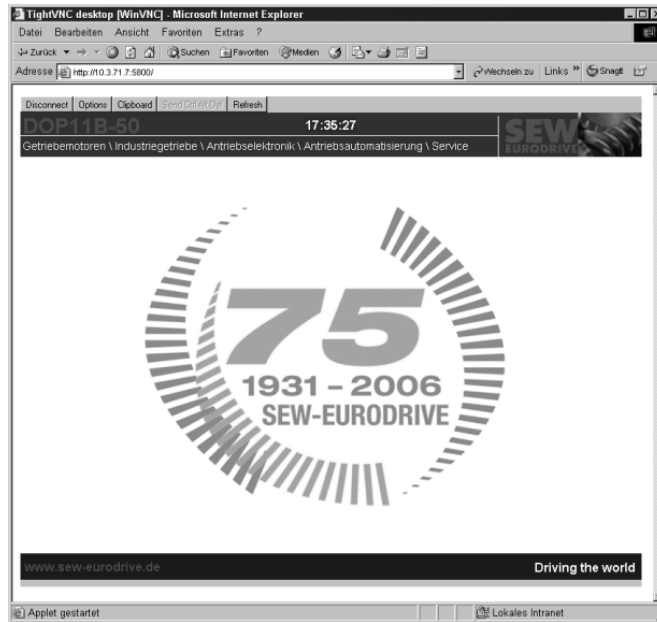 TightVNC desktop [WinVNC] - Microsoft Internet Explorer
Datei Bearbeiten Ansicht Favoriten Extras ?
Zurück Suchen Favoriten Medien
Adresse http://10.3.71.7:5800/ Wechseln zu Links » SnagIt
Disconnect Options Clipboard Send Ctrl-Alt-Del Refresh
DOP11B-50 17:35:27 SEW
EURODRIVE
Getriebemotoren \ Industriegetriebe \ Antriebselektronik \ Antriebsautomatisierung \ Service
75
1931 – 2006
SEW-EURODRIVE
www.sew-eurodrive.de Driving the world
Applet gestartet Lokales Intranet